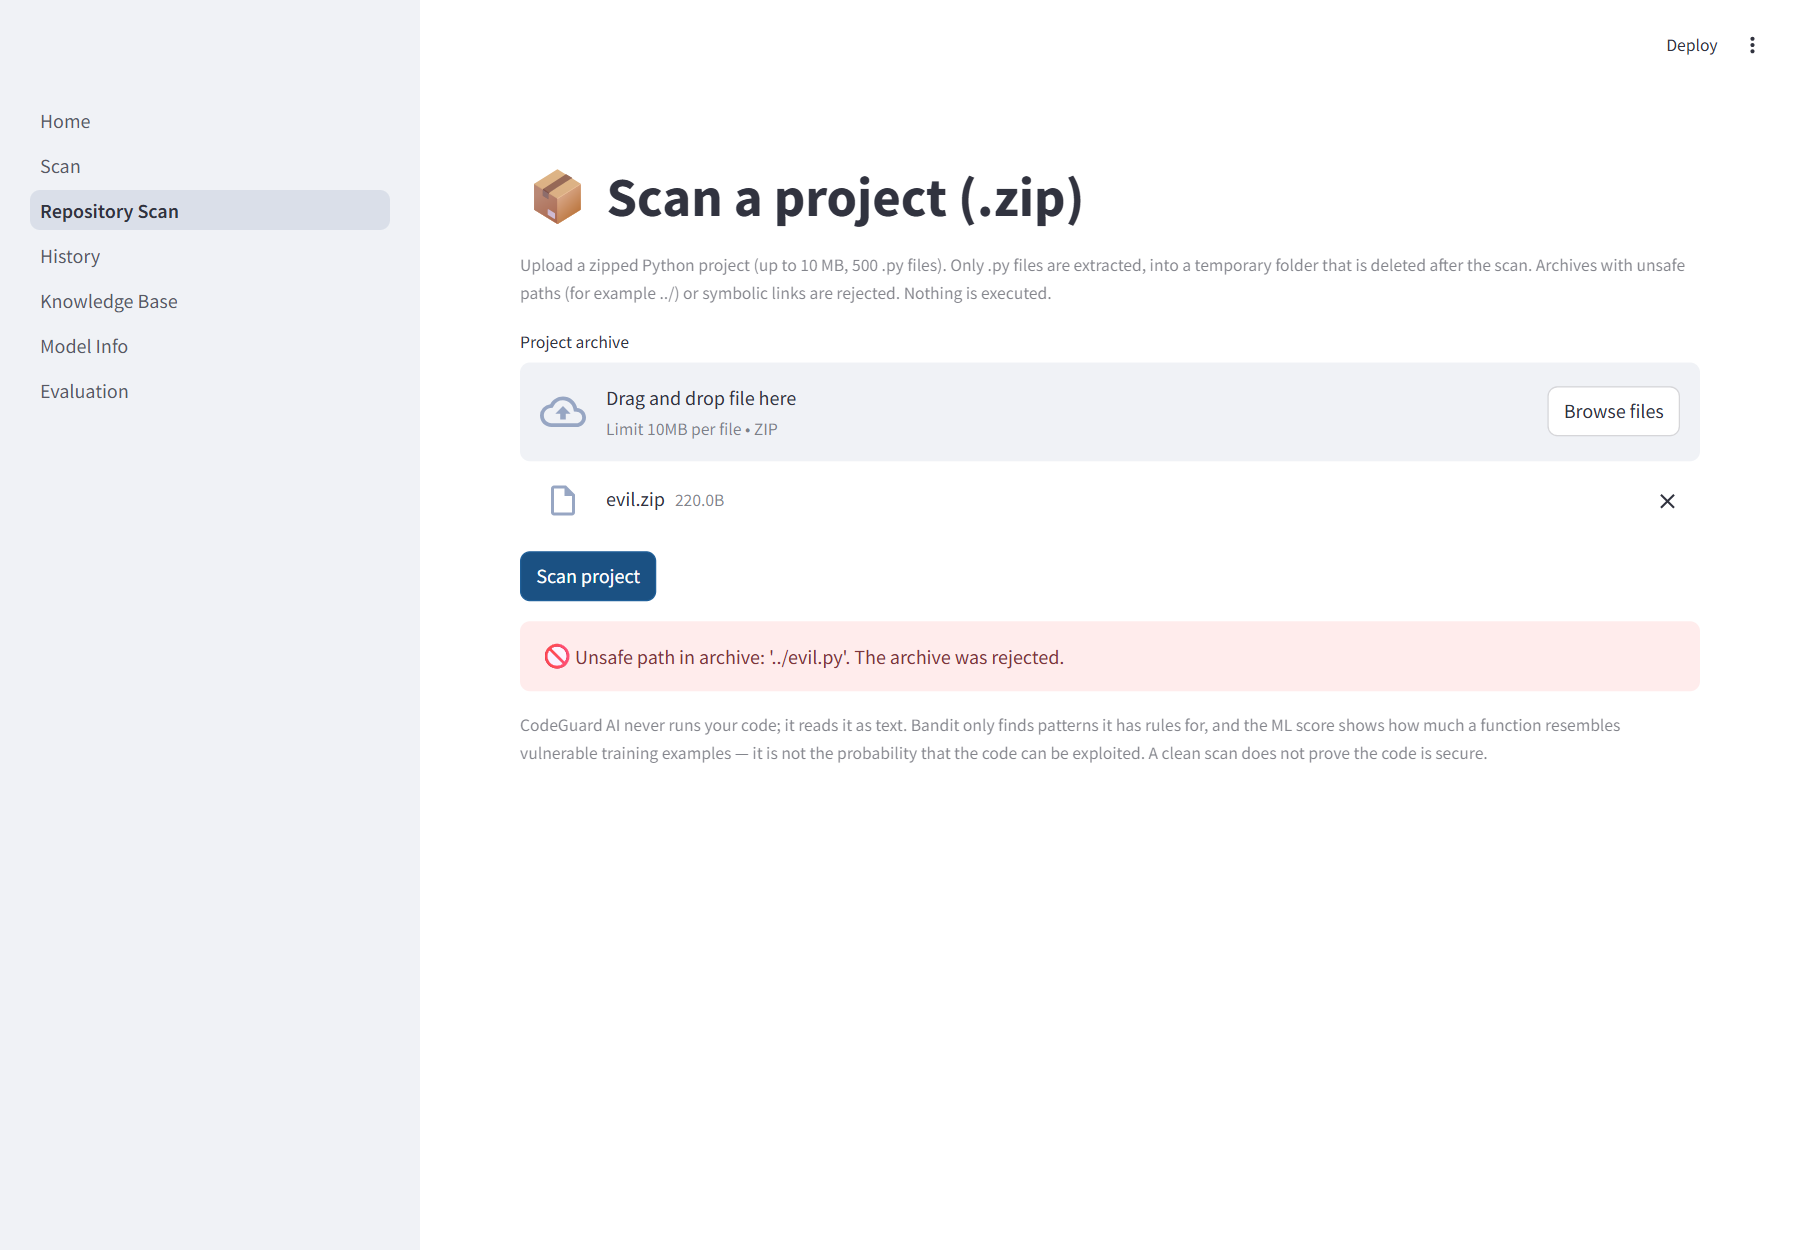 Deploy
Home
Scan
Repository Scan
History
Knowledge Base
Model Info
Evaluation
Scan a project (.zip)
Upload a zipped Python project (up to 10 MB, 500 .py files). Only .py files are extracted, into a temporary folder that is deleted after the scan. Archives with unsafe
paths (for example ../) or symbolic links are rejected. Nothing is executed.
Project archive
Drag and drop file here
Limit 10MB per file • ZIP
Browse files
evil.zip 220.0B
Scan project
Unsafe path in archive: '../evil.py'. The archive was rejected.
CodeGuard AI never runs your code; it reads it as text. Bandit only finds patterns it has rules for, and the ML score shows how much a function resembles
vulnerable training examples — it is not the probability that the code can be exploited. A clean scan does not prove the code is secure.